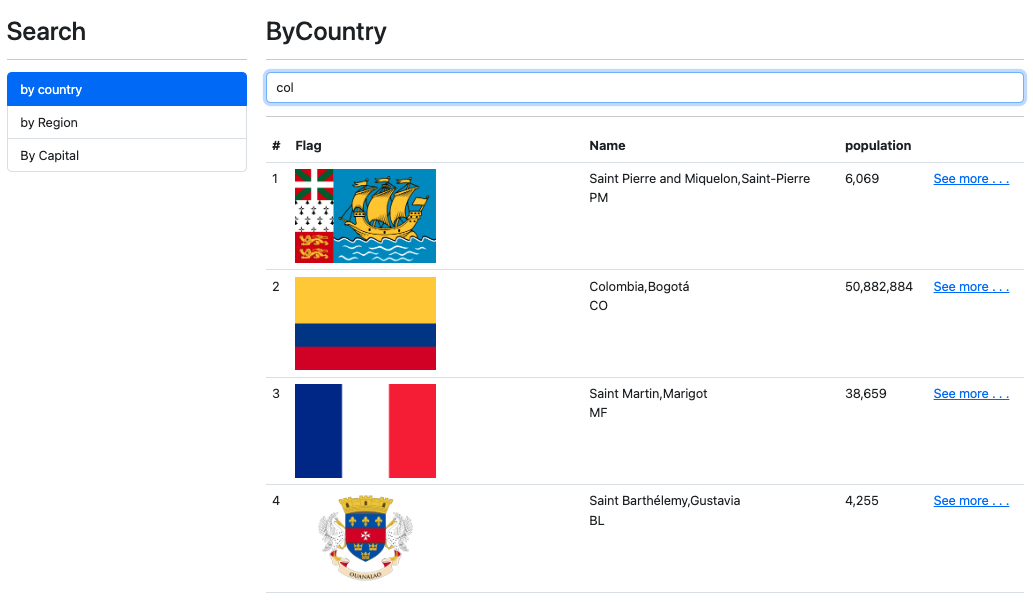 Search
by country
by Region
By Capital
ByCountry
col
# Flag Name population
1 Saint Pierre and Miquelon,Saint-Pierre 6,069 See more . . .
PM
2 Colombia,Bogotá 50,882,884 See more . . .
CO
3 Saint Martin,Marigot 38,659 See more . . .
MF
4 Saint Barthélemy,Gustavia 4,255 See more . . .
BL
OUANALAO